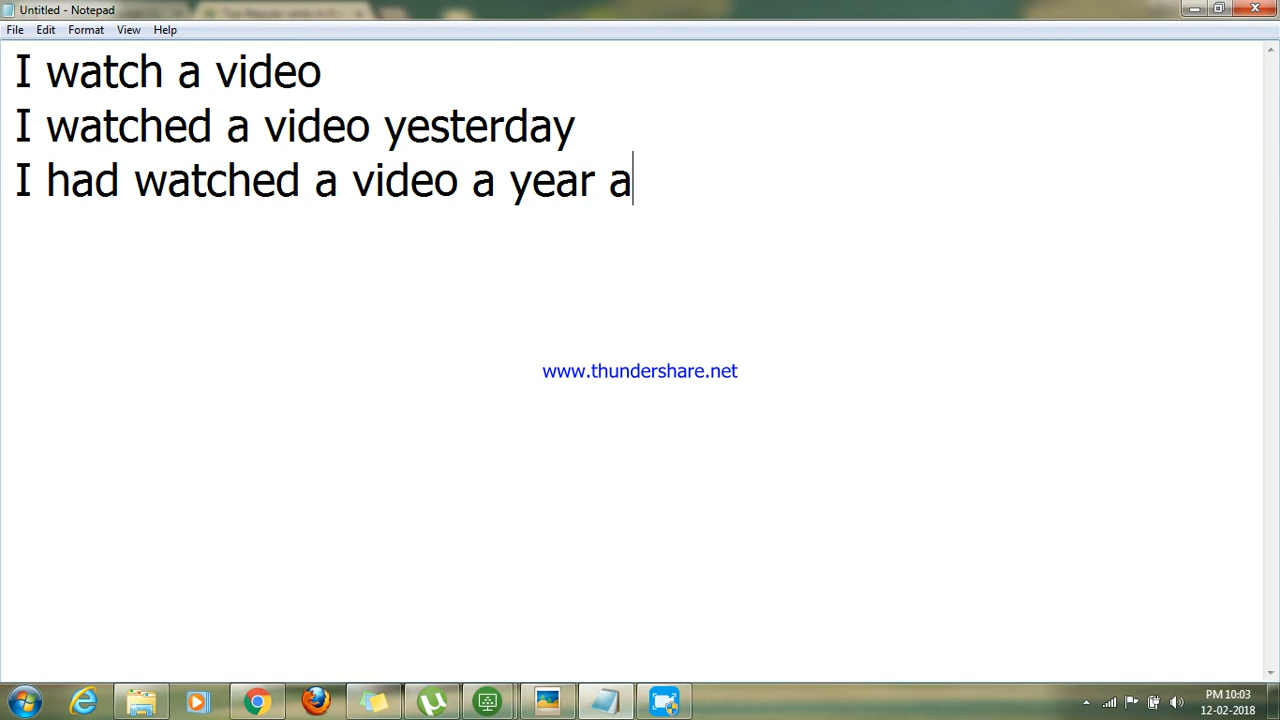 Untitled - Notepad
File Edit Format View Help
I watch a video
I watched a video yesterday
I had watched a video a year a
www.thundershare.net
PM 10:03
12-02-2018